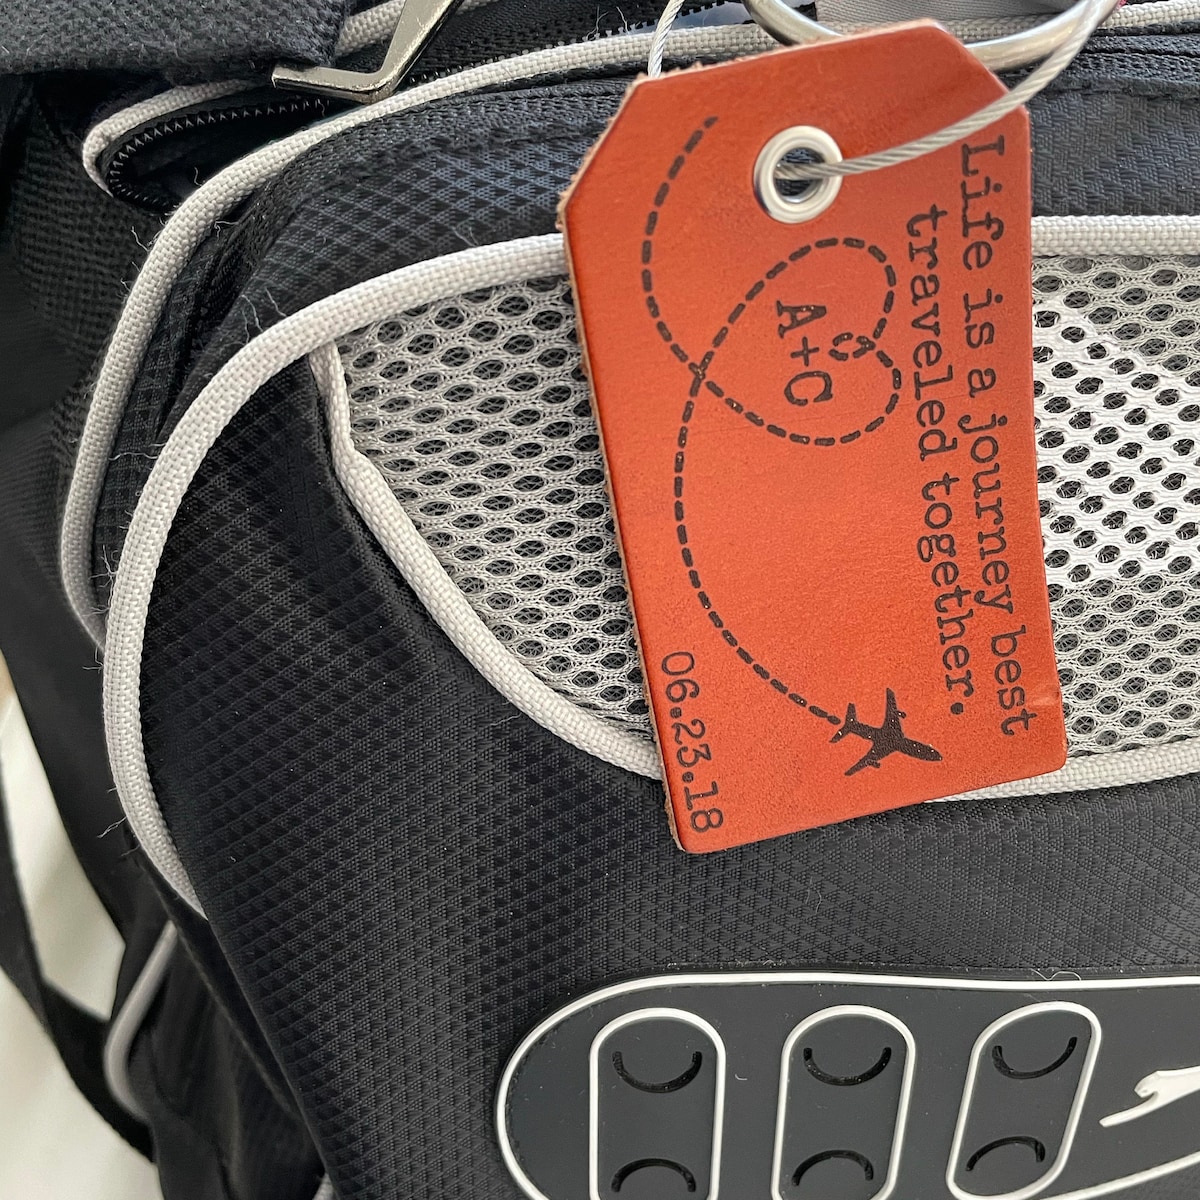 Life is a journey best
traveled together.
A+C
06.23.18